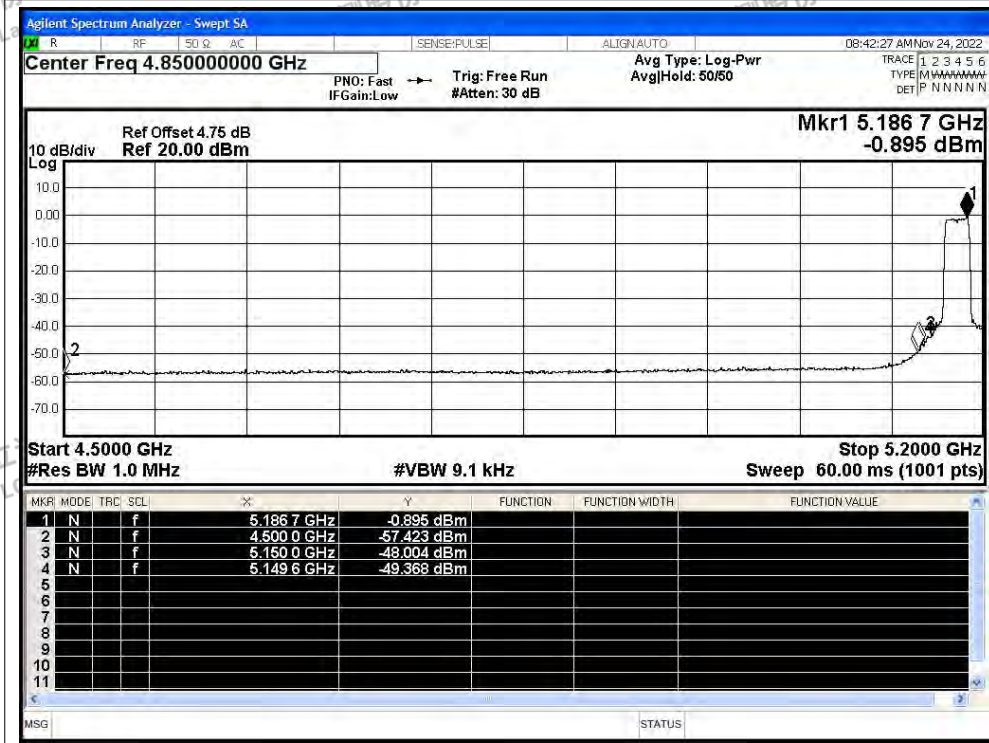 Agilent Spectrum Analyzer - Swept SA
R RF 50 Ω AC SENSE:PULSE ALIGN AUTO 08:42:27 AM Nov 24, 2022
Center Freq 4.850000000 GHz Avg Type: Log-Pwr TRACE 1 2 3 4 5 6
PNO: Fast Trig: Free Run Avg|Hold: 50/50 TYPE M WWWWW
IFGain:Low #Atten: 30 dB DET P N N N N N
Ref Offset 4.75 dB Mkr1 5.186 7 GHz
10 dB/div Ref 20.00 dBm -0.895 dBm
Log
10.0
0.00
-10.0
-20.0
-30.0
-40.0
-50.0
-60.0
-70.0
1
2
Start 4.5000 GHz Stop 5.2000 GHz
#Res BW 1.0 MHz #VBW 9.1 kHz Sweep 60.00 ms (1001 pts)
MKR MODE TRC SCL X Y FUNCTION FUNCTION WIDTH FUNCTION VALUE
1 N f 5.186 7 GHz -0.895 dBm
2 N f 4.500 0 GHz -57.423 dBm
3 N f 5.150 0 GHz -48.004 dBm
4 N f 5.149 6 GHz -49.368 dBm
5
6
7
8
9
10
11
MSG STATUS